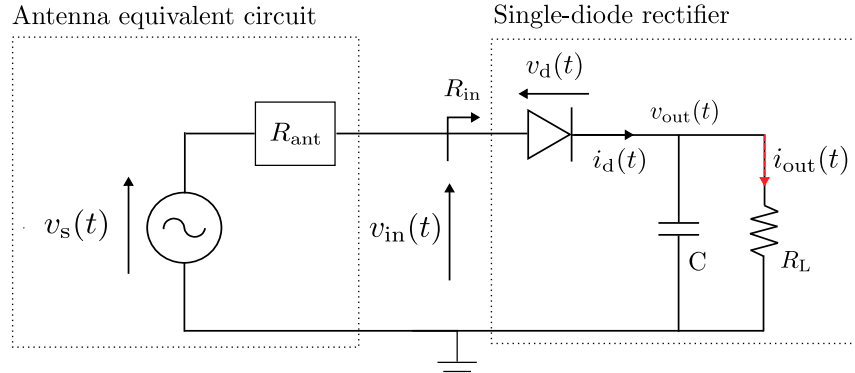 Antenna equivalent circuit
Single-diode rectifier
v_d(t)
R_in
v_out(t)
R_ant
i_d(t)
i_out(t)
v_s(t)
v_in(t)
C
R_L